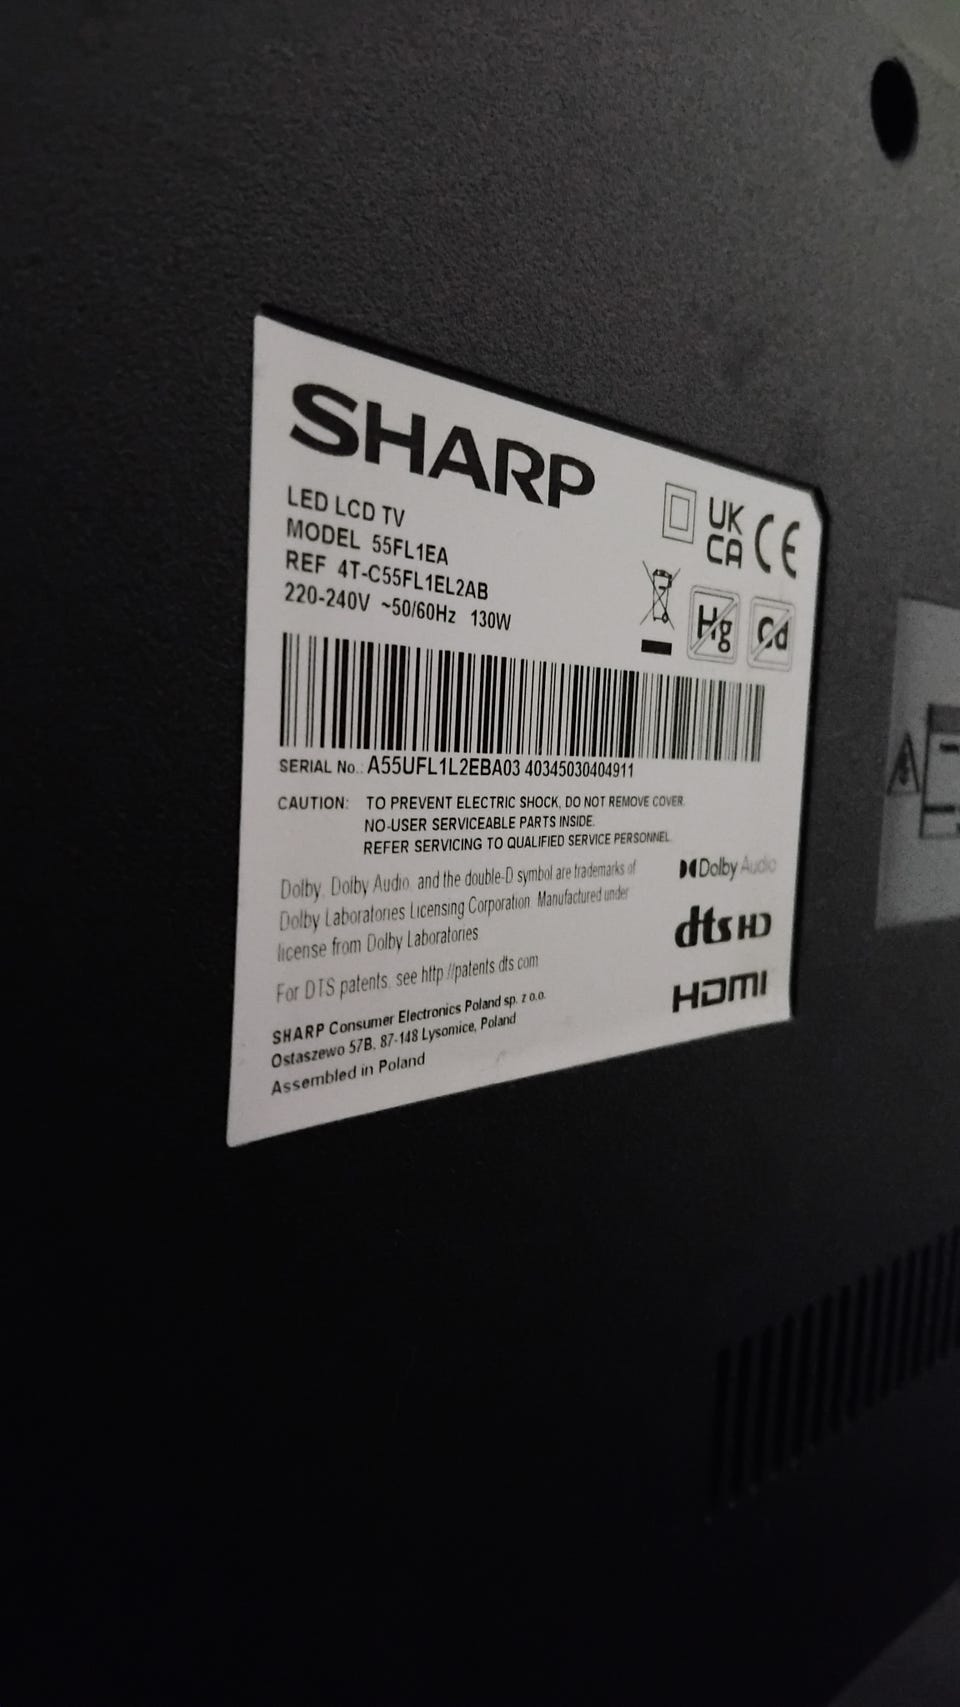 SHARP
LED LCD TV
MODEL 55FL1EA
REF 4T-C55FL1EL2AB
220-240V ~50/60Hz 130W
UK
CA
CE
Hg
Cd
SERIAL No.: A55UFL1L2EBA03 40345030404911
CAUTION: TO PREVENT ELECTRIC SHOCK, DO NOT REMOVE COVER.
NO-USER SERVICEABLE PARTS INSIDE.
REFER SERVICING TO QUALIFIED SERVICE PERSONNEL.
Dolby, Dolby Audio, and the double-D symbol are trademarks of
Dolby Laboratories Licensing Corporation. Manufactured under
license from Dolby Laboratories
For DTS patents, see http://patents.dts.com
Dolby Audio
dts HD
HDMI
SHARP Consumer Electronics Poland sp. z o.o.
Ostaszewo 57B, 87-148 Lysomice, Poland
Assembled in Poland